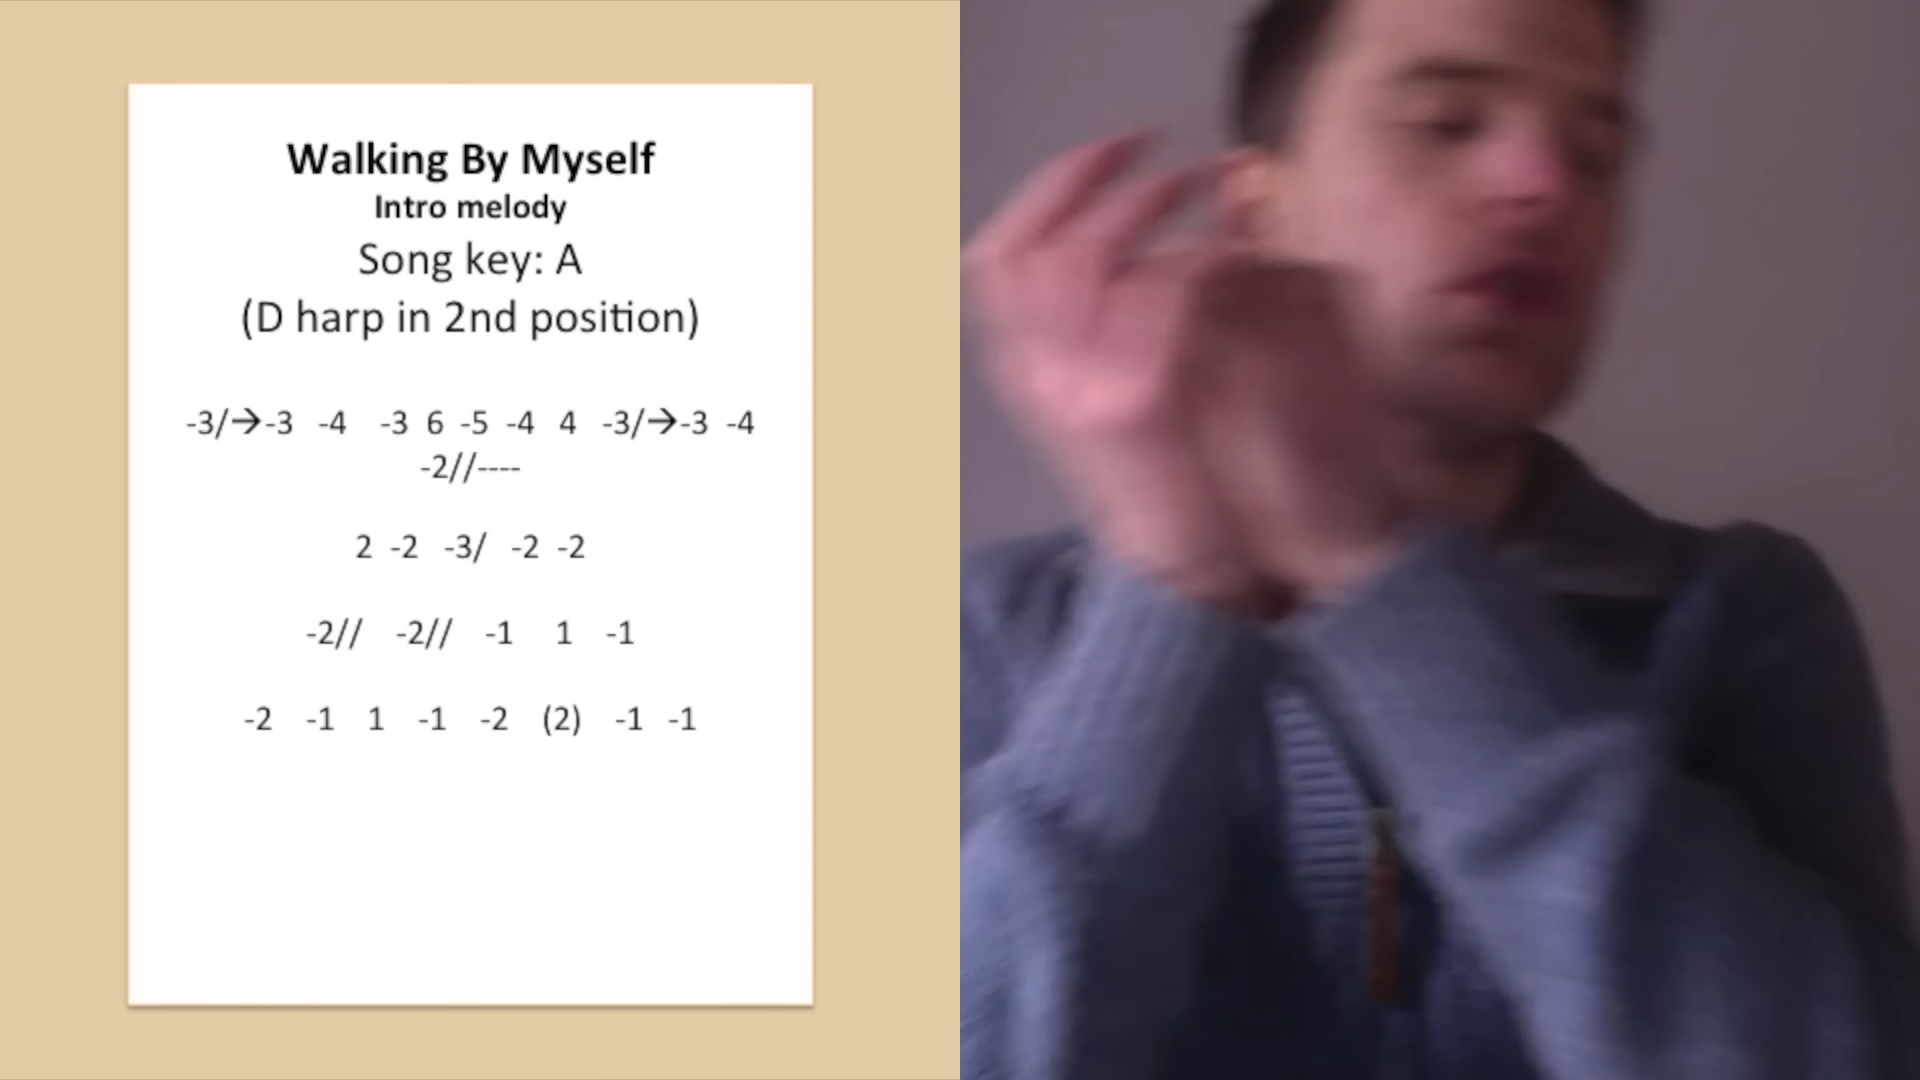 Walking By Myself
Intro melody
Song key: A
(D harp in 2nd position)
-3/→-3 -4 -3 6 -5 -4 4 -3/→-3 -4
-2//----
2 -2 -3/ -2 -2
-2// -2// -1 1 -1
-2 -1 1 -1 -2 (2) -1 -1